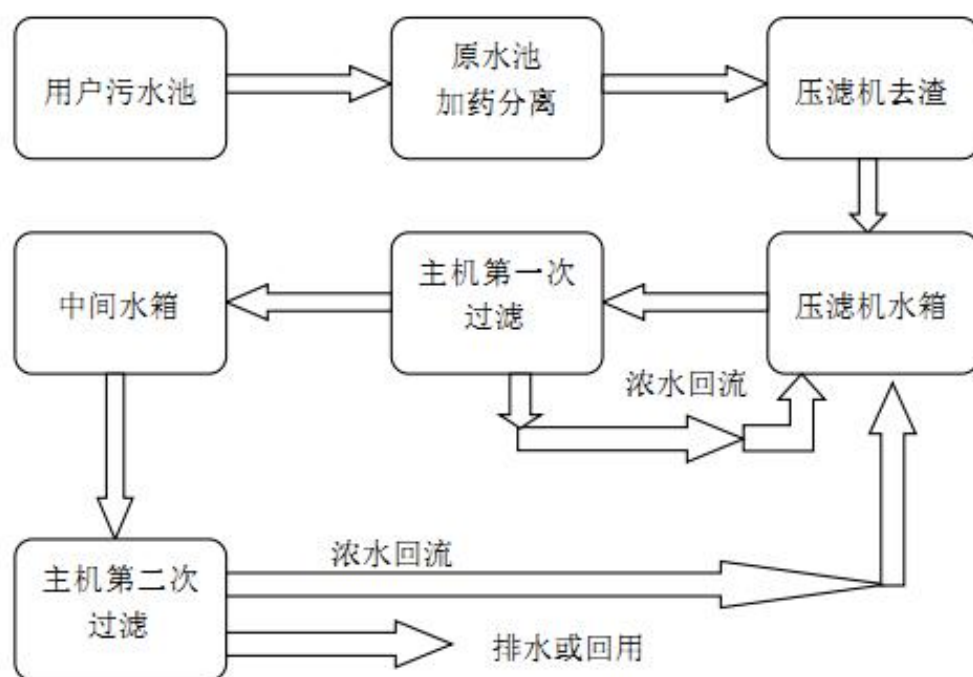 用户污水池
原水池
加药分离
压滤机去渣
中间水箱
主机第一次
过滤
压滤机水箱
浓水回流
主机第二次
过滤
浓水回流
排水或回用